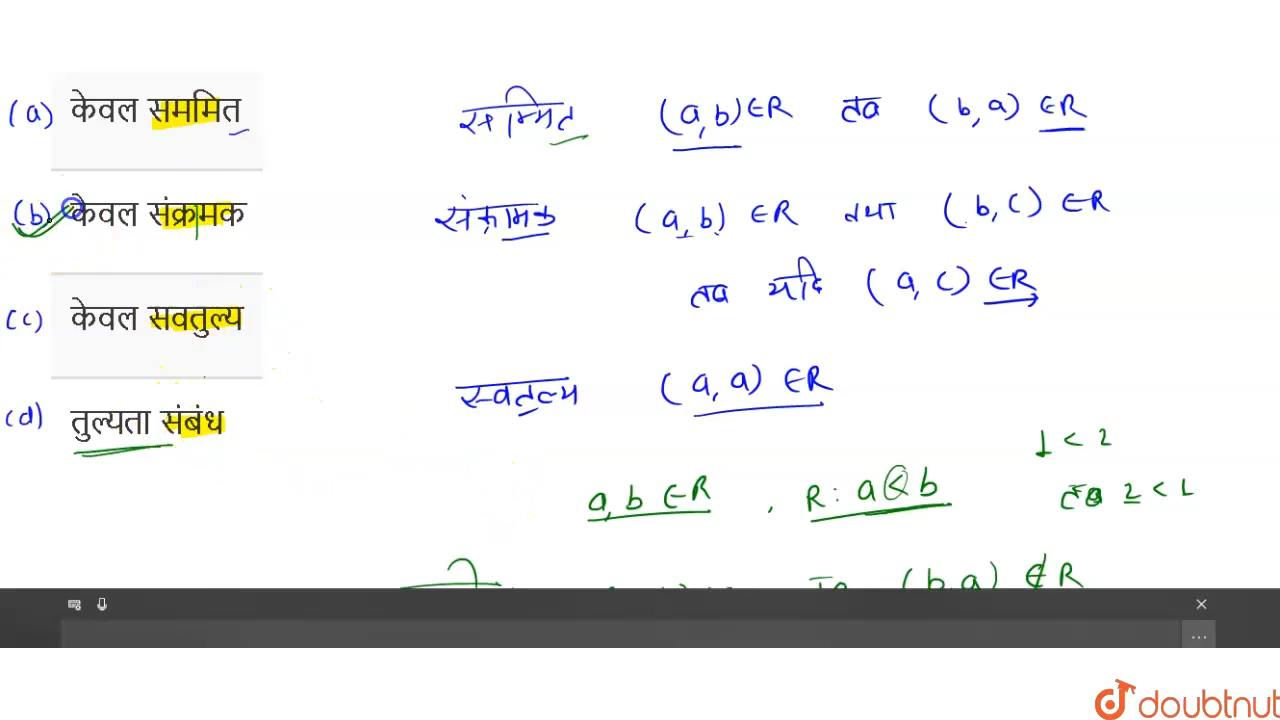 (a) केवल सममित
सममित (a,b) ∈R तब (b,a) ∈R
(b) केवल संक्रमक
संक्रामक (a,b) ∈R तथा (b,c) ∈R
तब यदि (a,c) ∈R
(c) केवल सवतुल्य
स्वतुल्य (a,a) ∈R
(d) तुल्यता संबंध
1 < 2
a,b ∈R , R: a < b
तब 2 < 1
(b,a) ∉ R
doubtnut